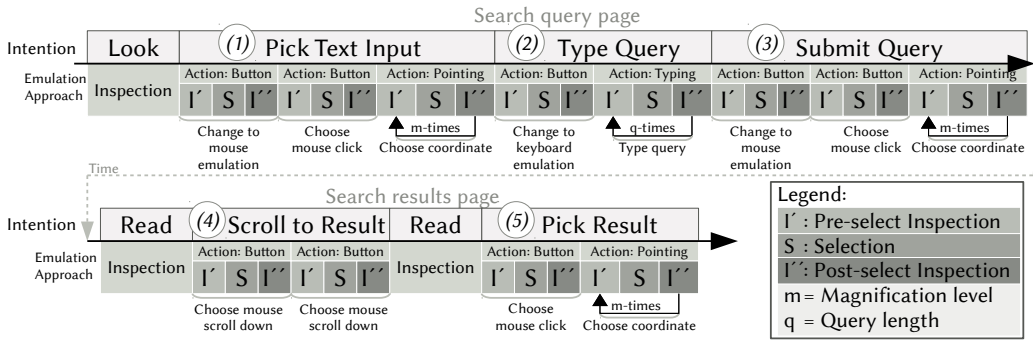 Search query page
Intention Look (1) Pick Text Input (2) Type Query (3) Submit Query
Emulation Approach Inspection Action: Button Action: Button Action: Pointing Action: Button Action: Typing Action: Button Action: Button Action: Pointing
I´ S I´´ I´ S I´´ I´ S I´´ I´ S I´´ I´ S I´´ I´ S I´´ I´ S I´´ I´ S I´´
Change to mouse emulation Choose mouse click m-times Choose coordinate Change to keyboard emulation q-times Type query Change to mouse emulation Choose mouse click m-times Choose coordinate
Time
Search results page
Intention Read (4) Scroll to Result Read (5) Pick Result
Emulation Approach Inspection Action: Button Action: Button Inspection Action: Button Action: Pointing
I´ S I´´ I´ S I´´ I´ S I´´ I´ S I´´
Choose mouse scroll down Choose mouse scroll down Choose mouse click m-times Choose coordinate
Legend:
I´ : Pre-select Inspection
S : Selection
I´´: Post-select Inspection
m = Magnification level
q = Query length